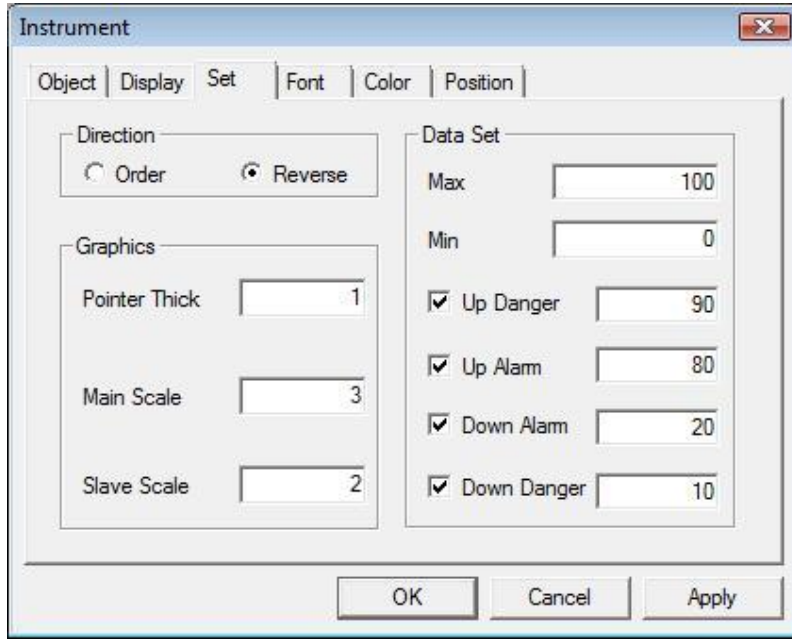 Instrument
Object Display Set Font Color Position
Direction
Order Reverse
Graphics
Pointer Thick 1
Main Scale 3
Slave Scale 2
Data Set
Max 100
Min 0
Up Danger 90
Up Alarm 80
Down Alarm 20
Down Danger 10
OK Cancel Apply